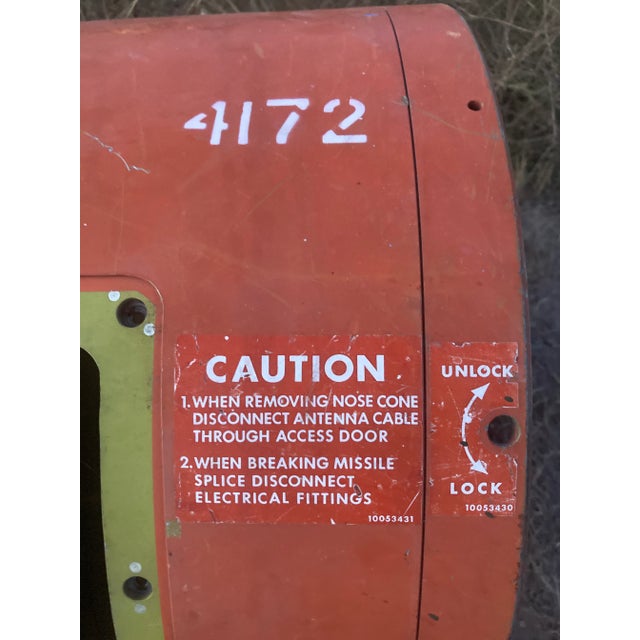 4172
CAUTION
1. WHEN REMOVING NOSE CONE
DISCONNECT ANTENNA CABLE
THROUGH ACCESS DOOR
2. WHEN BREAKING MISSILE
SPLICE DISCONNECT
ELECTRICAL FITTINGS
10053431
UNLOCK
LOCK
10053430